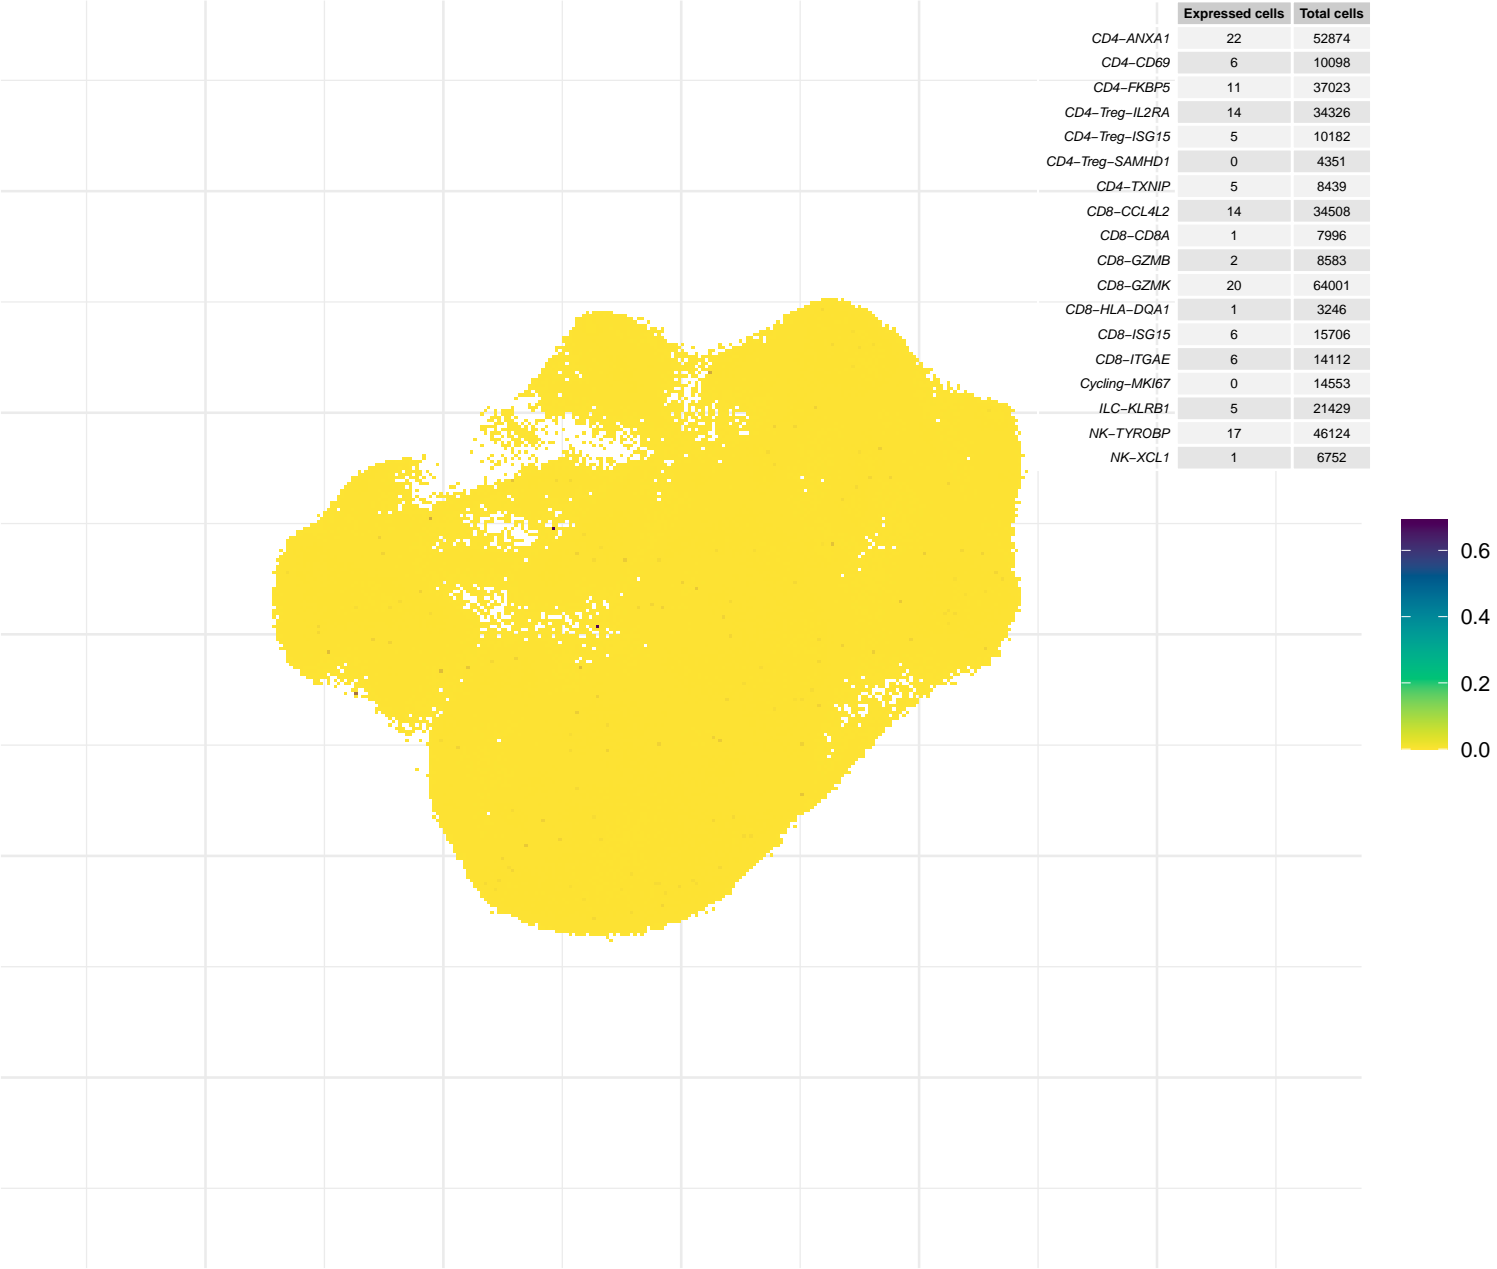 Expressed cells Total cells
CD4−ANXA1 22 52874
CD4−CD69 6 10098
CD4−FKBP5 11 37023
CD4−Treg−IL2RA 14 34326
CD4−Treg−ISG15 5 10182
CD4−Treg−SAMHD1 0 4351
CD4−TXNIP 5 8439
CD8−CCL4L2 14 34508
CD8−CD8A 1 7996
CD8−GZMB 2 8583
CD8−GZMK 20 64001
CD8−HLA−DQA1 1 3246
CD8−ISG15 6 15706
CD8−ITGAE 6 14112
Cycling−MKI67 0 14553
ILC−KLRB1 5 21429
NK−TYROBP 17 46124
NK−XCL1 1 6752
0.6
0.4
0.2
0.0